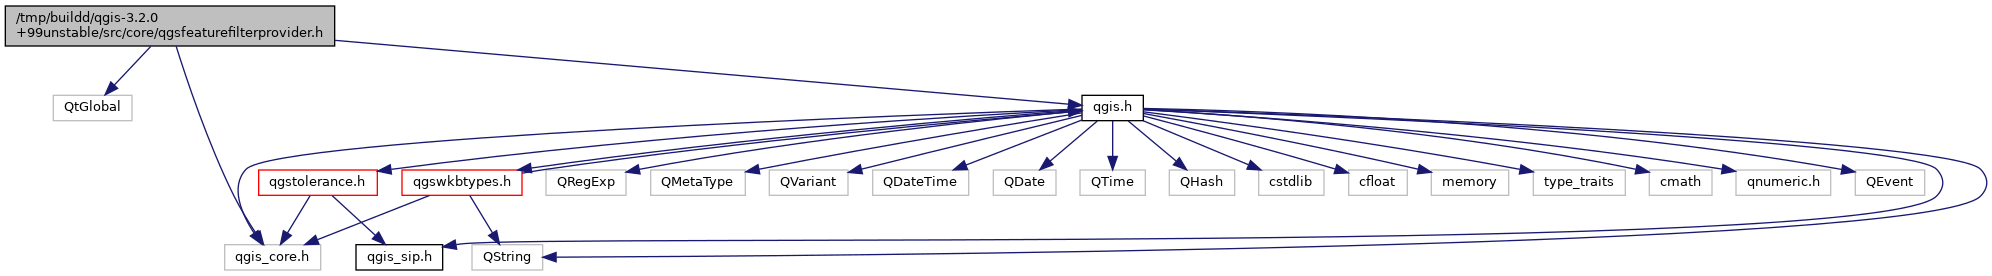 /tmp/buildd/qgis-3.2.0
+99unstable/src/core/qgsfeaturefilterprovider.h
QtGlobal
qgis.h
qgstolerance.h
qgswkbtypes.h
QRegExp
QMetaType
QVariant
QDateTime
QDate
QTime
QHash
cstdlib
cfloat
memory
type_traits
cmath
qnumeric.h
QEvent
qgis_core.h
qgis_sip.h
QString